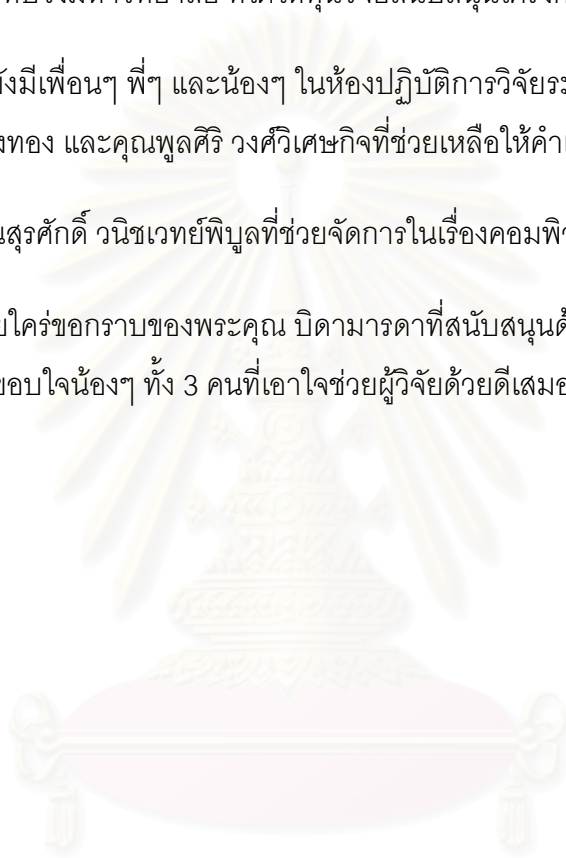 งมีเพื่อนๆ พี่ๆ และน้องๆ ในห้องปฏิบัติการวิจัยระ
งทอง และคุณพูลศิริ วงศ์วิเศษกิจที่ช่วยเหลือให้คำ
สุรศักดิ์ วนิชเวทย์พิบูลที่ช่วยจัดการในเรื่องคอมพิ
ใคร่ขอกราบของพระคุณ บิดามารดาที่สนับสนุนด้
ขอบใจน้องๆ ทั้ง 3 คนที่เอาใจช่วยผู้วิจัยด้วยดีเสมอ